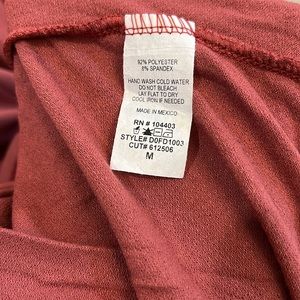 92% POLYESTER
8% SPANDEX
HAND WASH COLD WATER
DO NOT BLEACH
LAY FLAT TO DRY
COOL IRON IF NEEDED
MADE IN MEXICO
RN # 104403
STYLE# D0FD1003
CUT# 612506
M